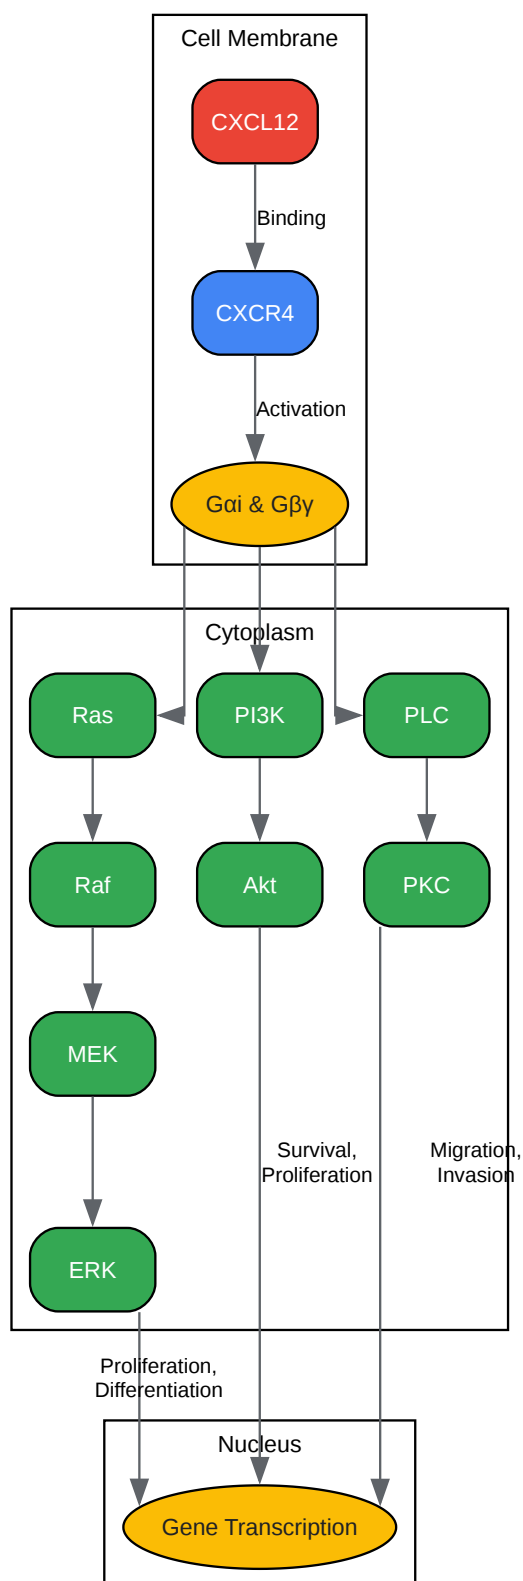 Cell Membrane
CXCL12
Binding
CXCR4
Activation
Gαi & Gβγ
Cytoplasm
Ras
PI3K
PLC
Raf
Akt
PKC
MEK
Survival,
Proliferation
Migration,
Invasion
ERK
Proliferation,
Differentiation
Nucleus
Gene Transcription